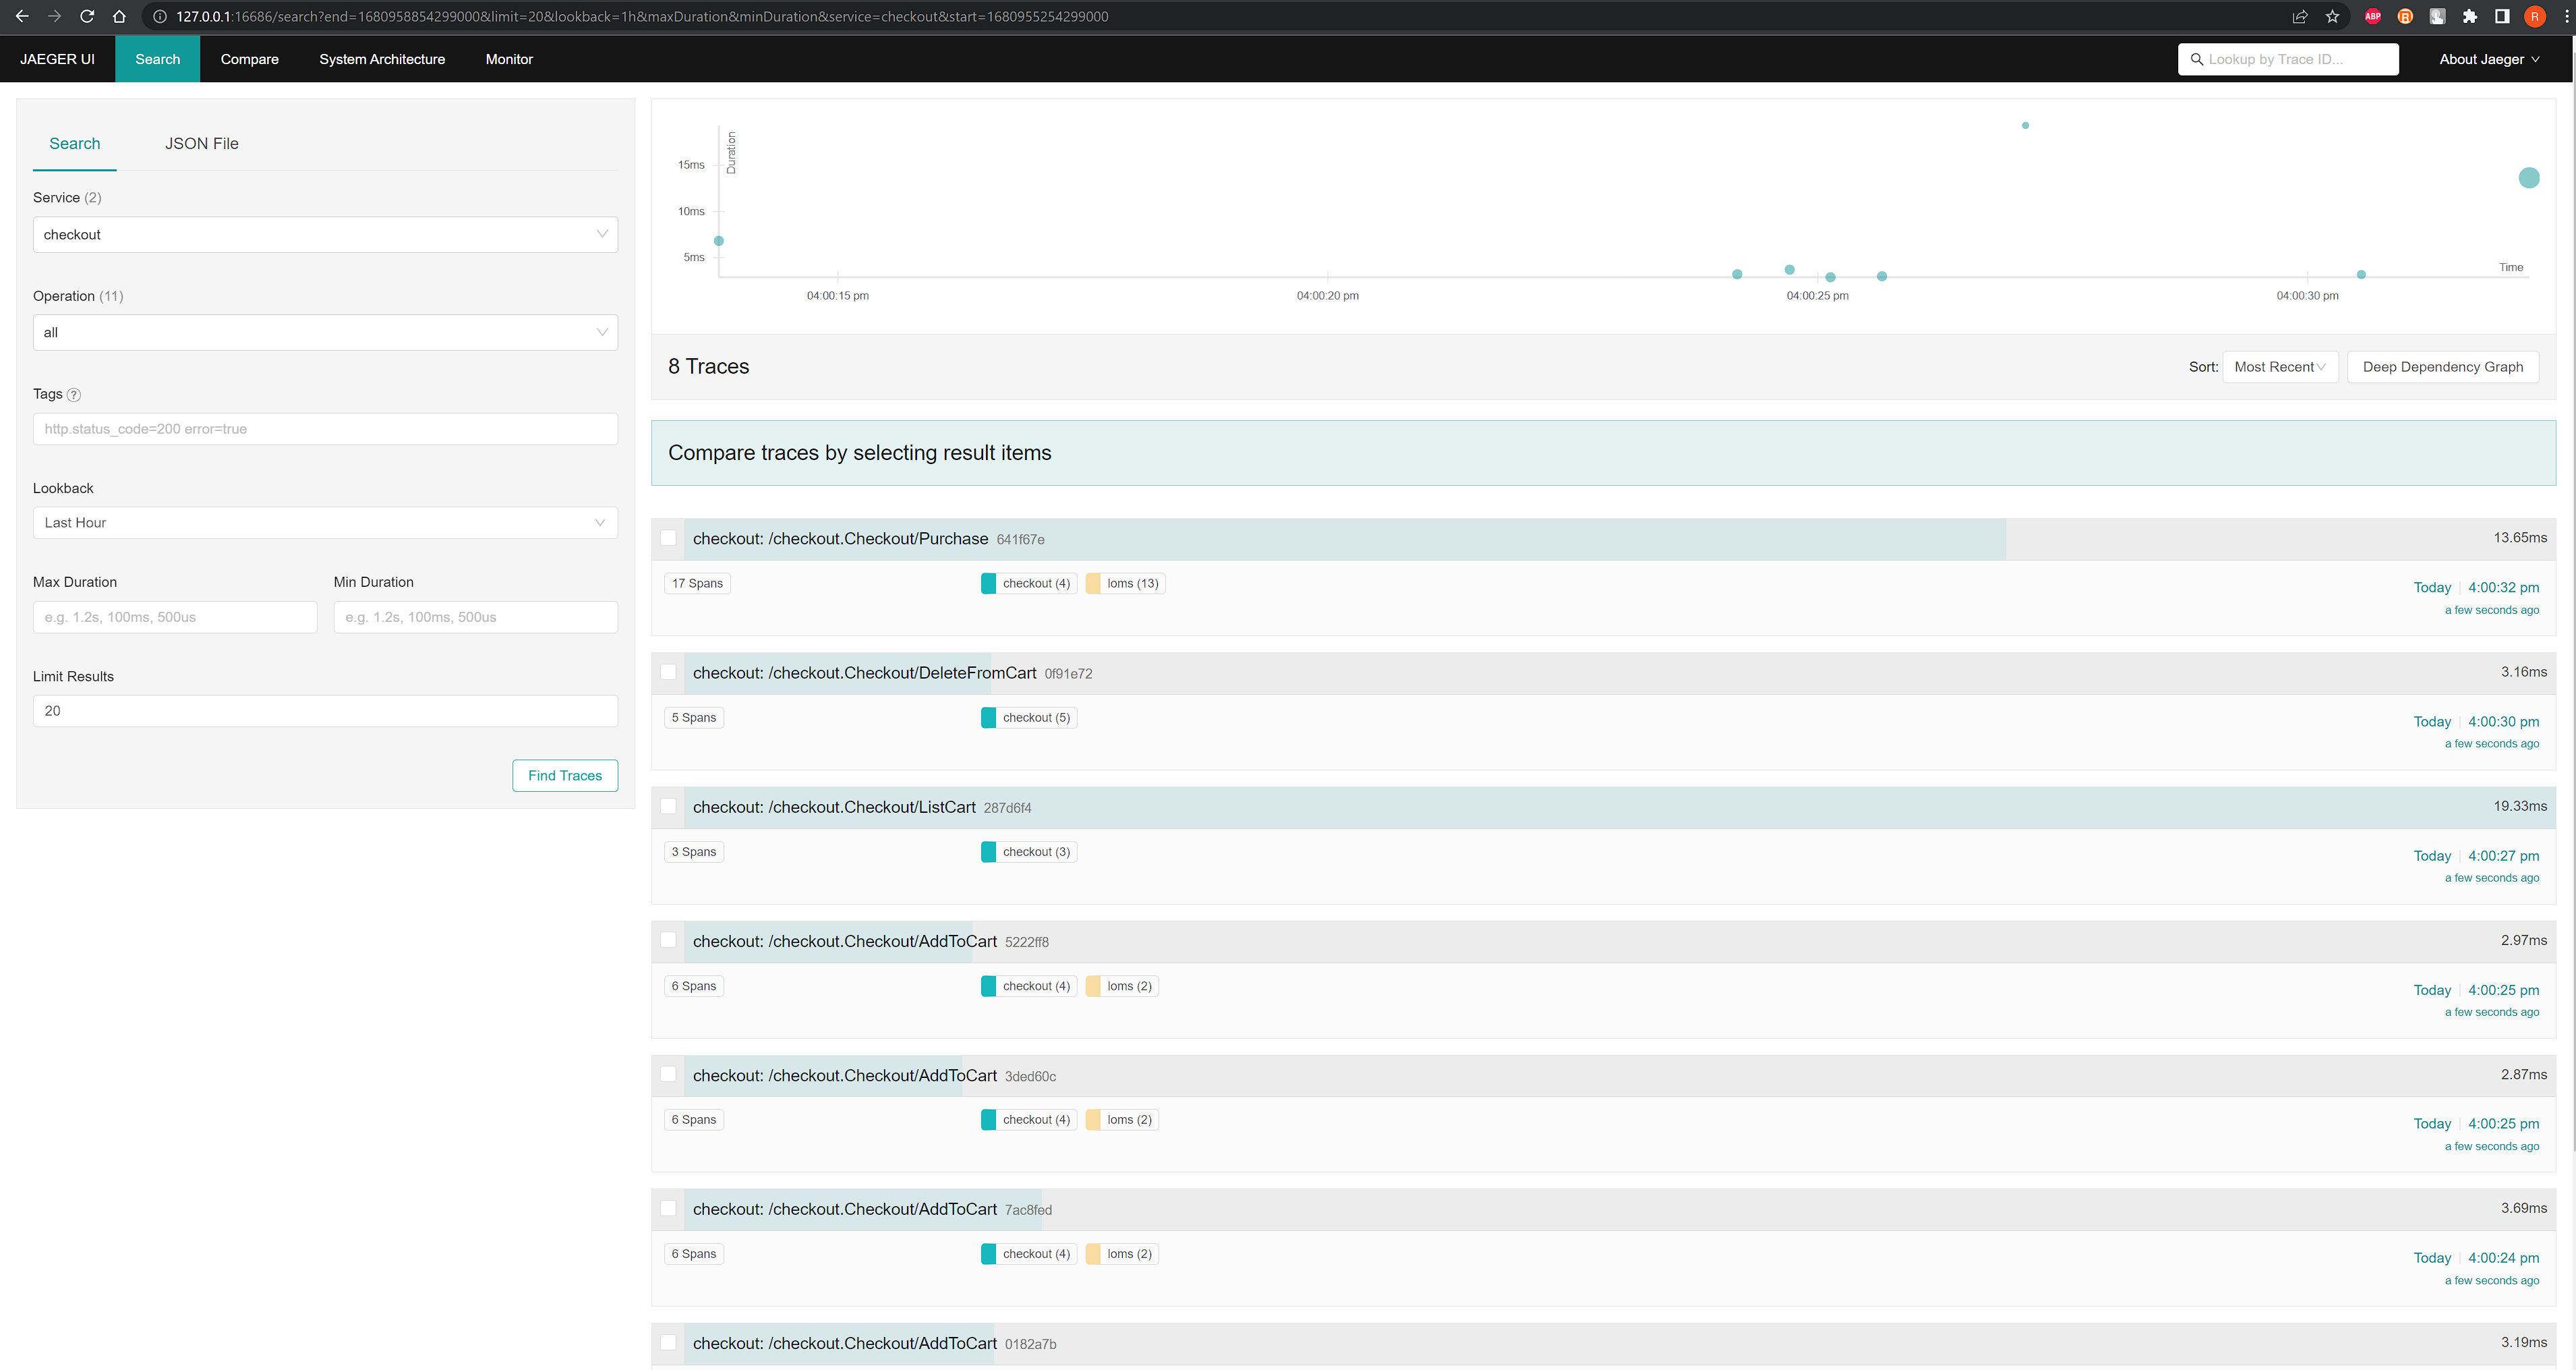 127.0.0.1:16686/search?end=1680958854299000&limit=20&lookback=1h&maxDuration&minDuration&service=checkout&start=1680955254299000
ABP
R
JAEGER UI Search Compare System Architecture Monitor Lookup by Trace ID... About Jaeger
Search JSON File
Service (2)
checkout
Operation (11)
all
Tags ?
http.status_code=200 error=true
Lookback
Last Hour
Max Duration Min Duration
e.g. 1.2s, 100ms, 500us e.g. 1.2s, 100ms, 500us
Limit Results
20
Find Traces
Duration
15ms
10ms
5ms
Time
04:00:15 pm 04:00:20 pm 04:00:25 pm 04:00:30 pm
8 Traces Sort: Most Recent Deep Dependency Graph
Compare traces by selecting result items
checkout: /checkout.Checkout/Purchase 641f67e 13.65ms
17 Spans checkout (4) loms (13) Today 4:00:32 pm
a few seconds ago
checkout: /checkout.Checkout/DeleteFromCart 0f91e72 3.16ms
5 Spans checkout (5) Today 4:00:30 pm
a few seconds ago
checkout: /checkout.Checkout/ListCart 287d6f4 19.33ms
3 Spans checkout (3) Today 4:00:27 pm
a few seconds ago
checkout: /checkout.Checkout/AddToCart 5222ff8 2.97ms
6 Spans checkout (4) loms (2) Today 4:00:25 pm
a few seconds ago
checkout: /checkout.Checkout/AddToCart 3ded60c 2.87ms
6 Spans checkout (4) loms (2) Today 4:00:25 pm
a few seconds ago
checkout: /checkout.Checkout/AddToCart 7ac8fed 3.69ms
6 Spans checkout (4) loms (2) Today 4:00:24 pm
a few seconds ago
checkout: /checkout.Checkout/AddToCart 0182a7b 3.19ms